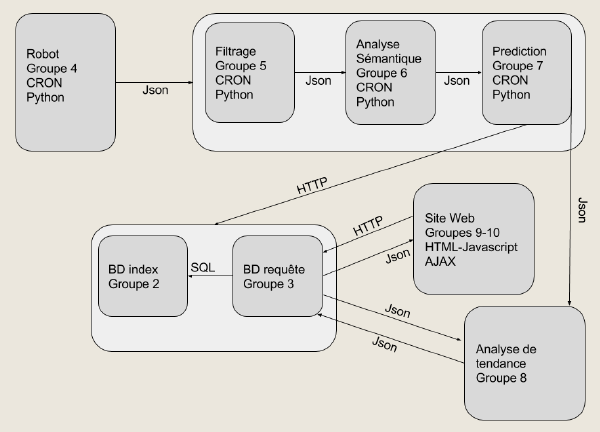 Robot
Groupe 4
CRON
Python
Json
Filtrage
Groupe 5
CRON
Python
Json
Analyse
Sémantique
Groupe 6
CRON
Python
Json
Prediction
Groupe 7
CRON
Python
HTTP
Json
BD index
Groupe 2
SQL
BD requête
Groupe 3
HTTP
Json
Site Web
Groupes 9-10
HTML-Javascript
AJAX
Json
Json
Analyse de
tendance
Groupe 8